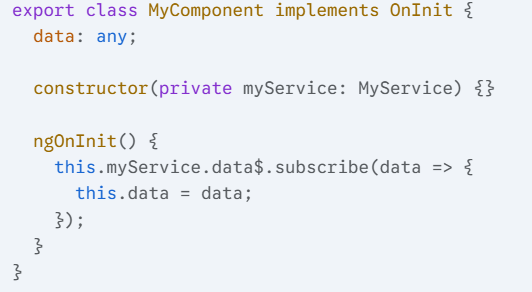 export class MyComponent implements OnInit {
  data: any;

  constructor(private myService: MyService) {}

  ngOnInit() {
    this.myService.data$.subscribe(data => {
      this.data = data;
    });
  }
}